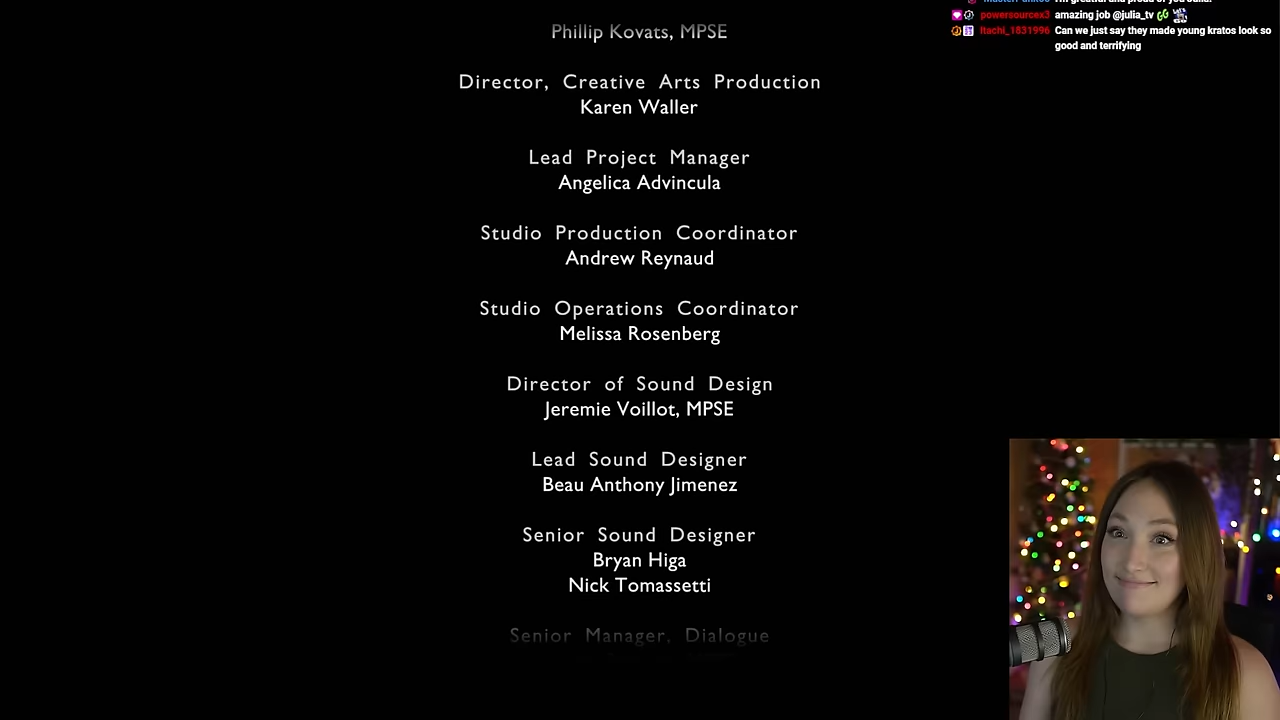 Phillip Kovats, MPSE
Director, Creative Arts Production
Karen Waller
Lead Project Manager
Angelica Advincula
Studio Production Coordinator
Andrew Reynaud
Studio Operations Coordinator
Melissa Rosenberg
Director of Sound Design
Jeremie Voillot, MPSE
Lead Sound Designer
Beau Anthony Jimenez
Senior Sound Designer
Bryan Higa
Nick Tomassetti
Senior Manager, Dialogue
powersourcex3 amazing job @julia_tv
Itachi_1831996 Can we just say they made young kratos look so
good and terrifying